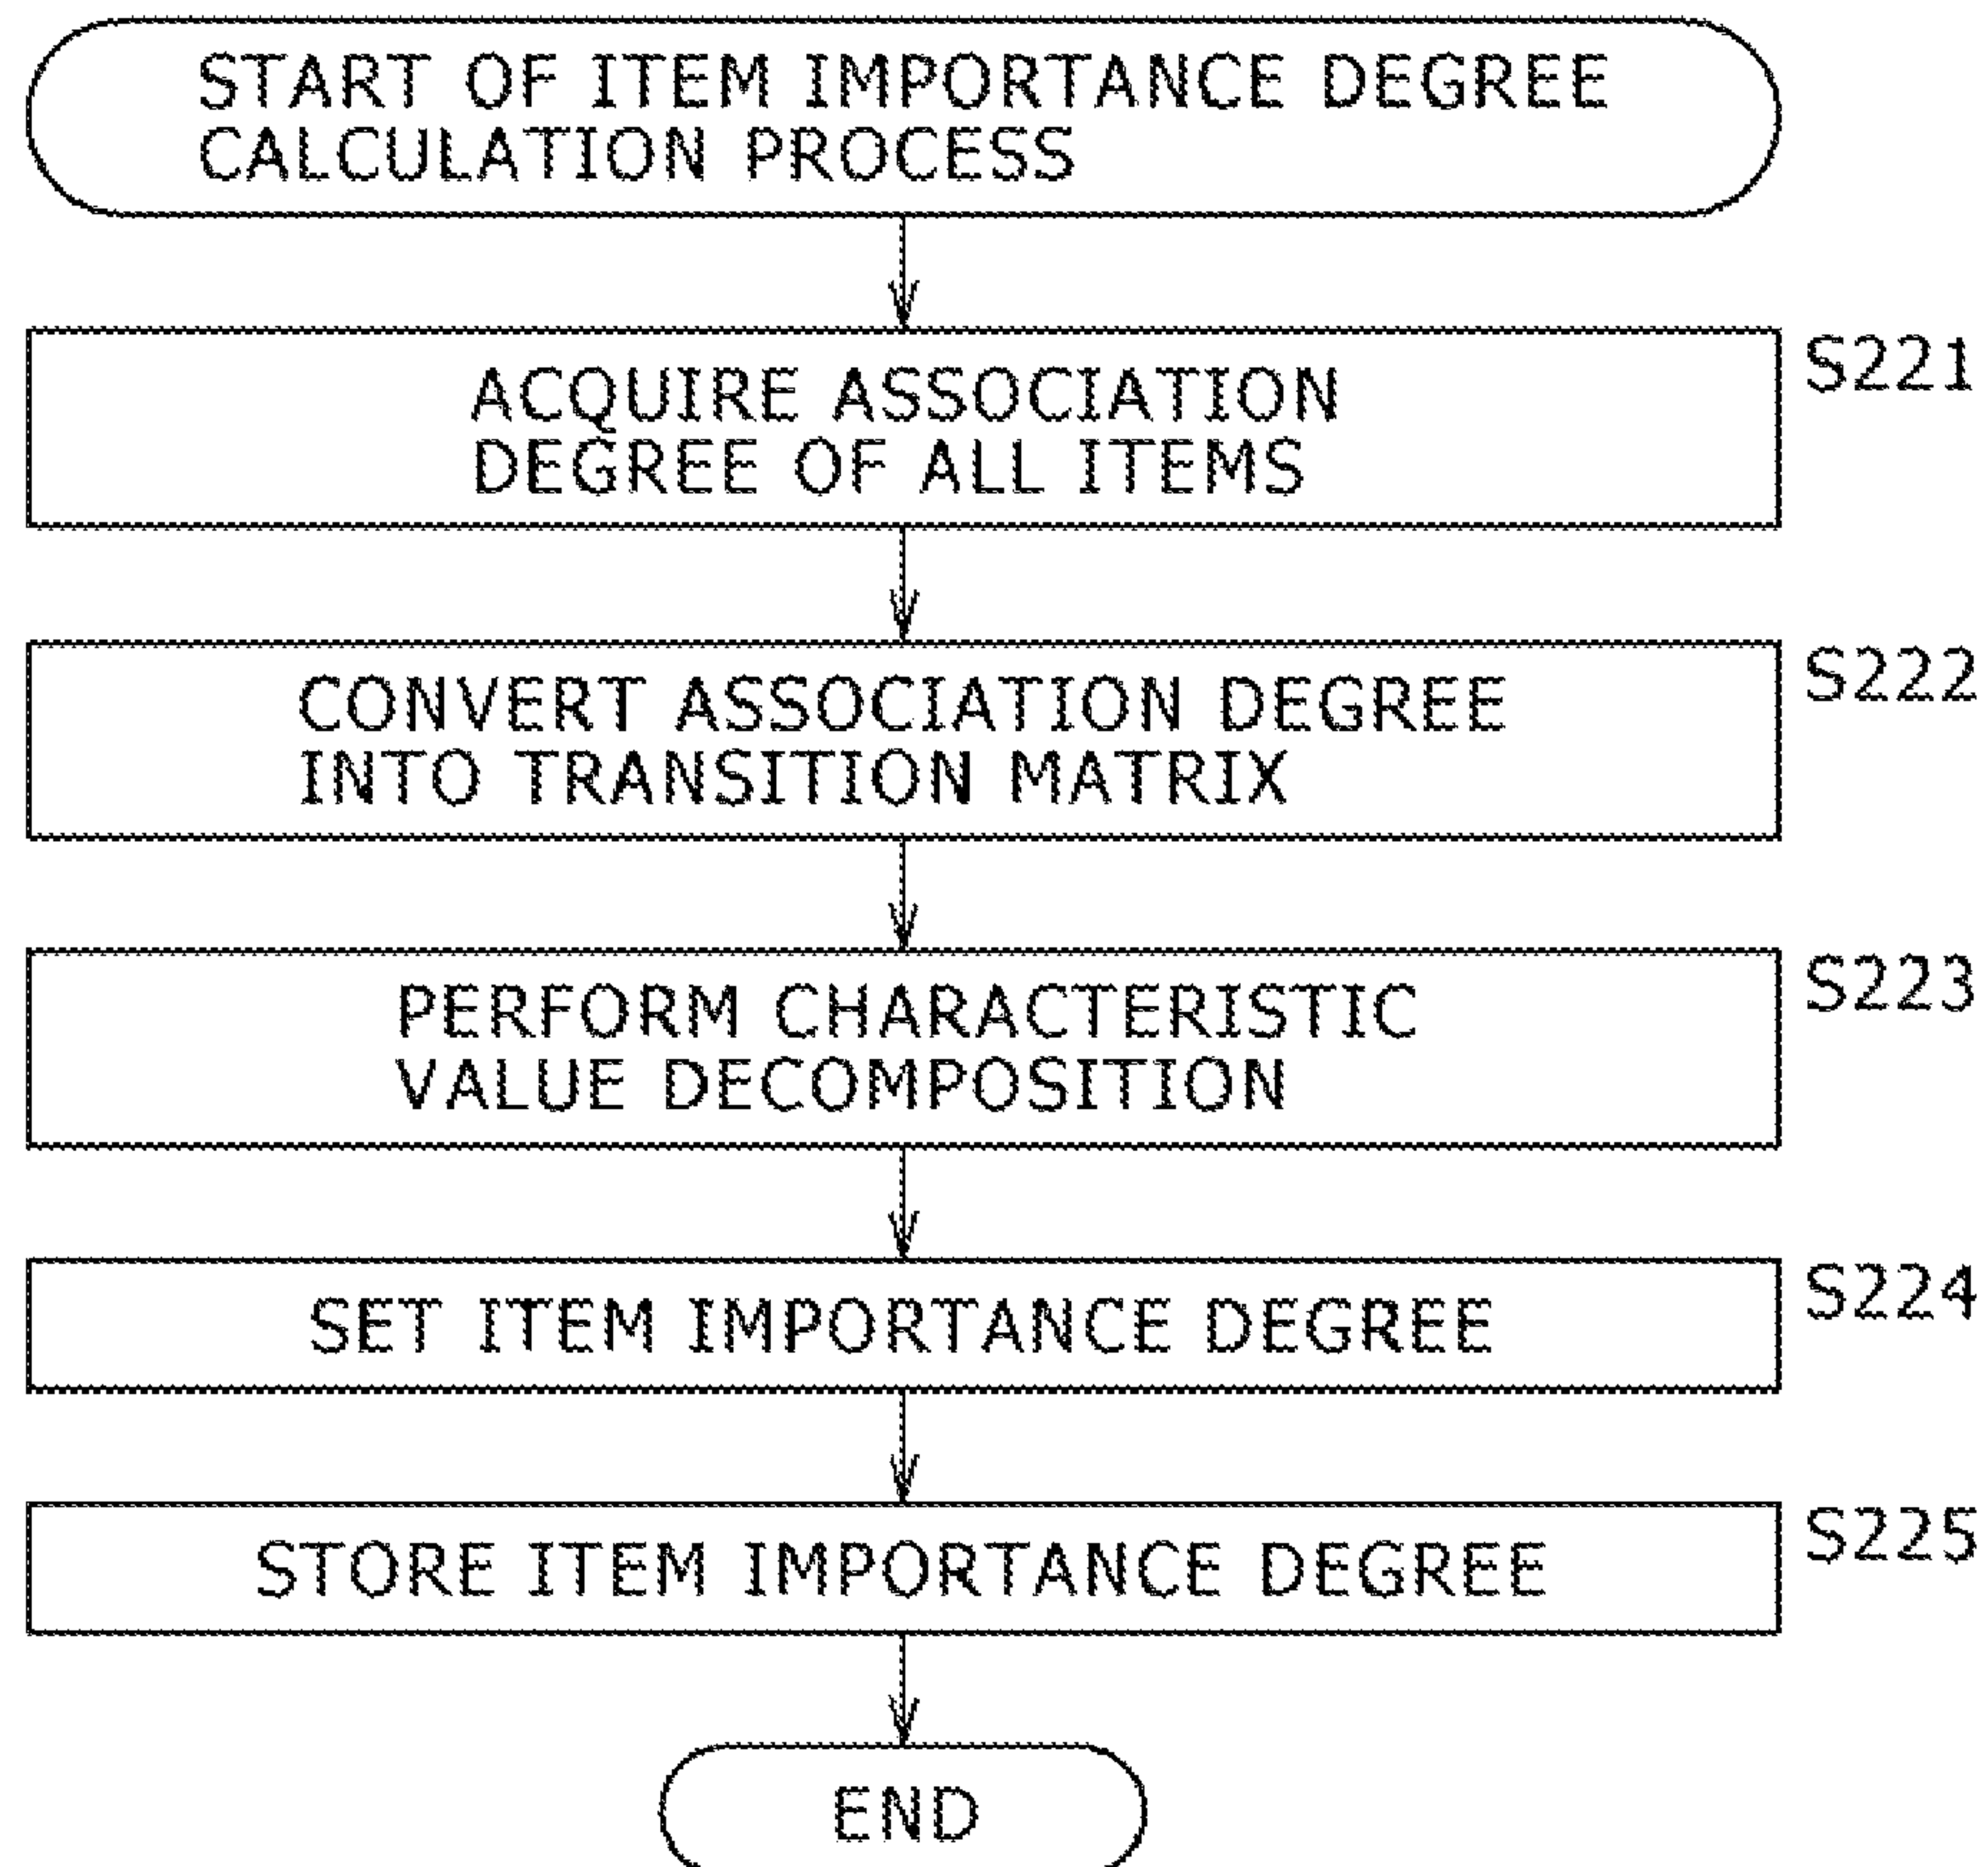 START OF ITEM IMPORTANCE DEGREE
CALCULATION PROCESS
ACQUIRE ASSOCIATION
DEGREE OF ALL ITEMS
S221
CONVERT ASSOCIATION DEGREE
INTO TRANSITION MATRIX
S222
PERFORM CHARACTERISTIC
VALUE DECOMPOSITION
S223
SET ITEM IMPORTANCE DEGREE
S224
STORE ITEM IMPORTANCE DEGREE
S225
END